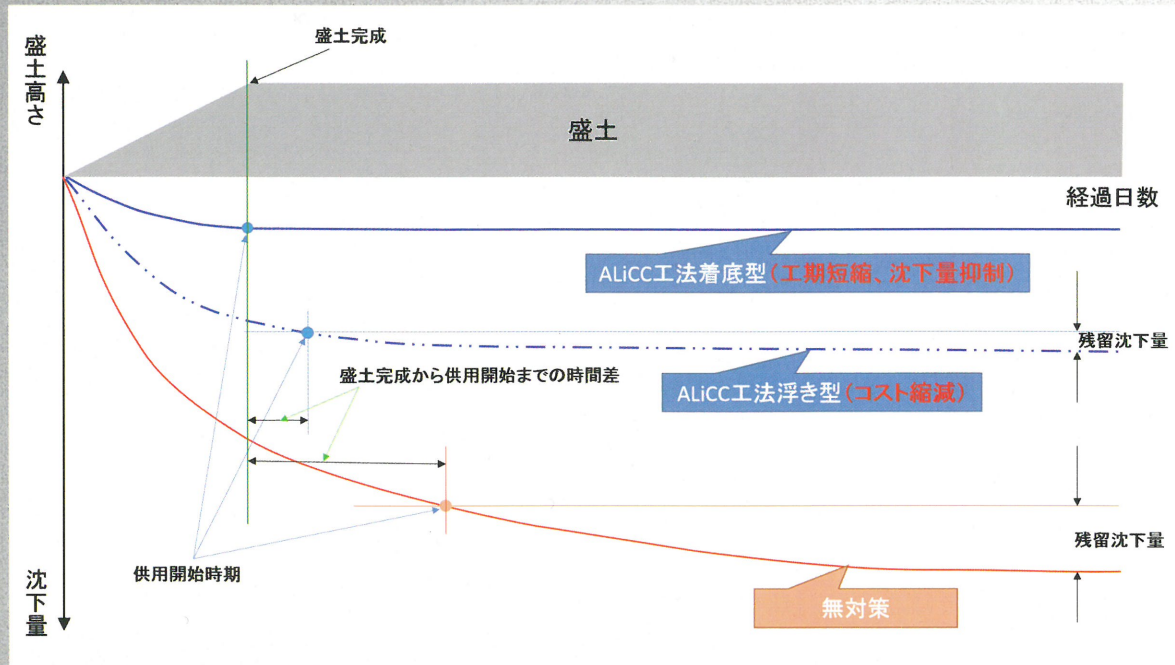 盛土完成
盛土高さ
盛土
経過日数
ALiCC工法着底型(工期短縮、沈下量抑制)
残留沈下量
盛土完成から供用開始までの時間差
ALiCC工法浮き型(コスト縮減)
残留沈下量
供用開始時期
沈下量
無対策